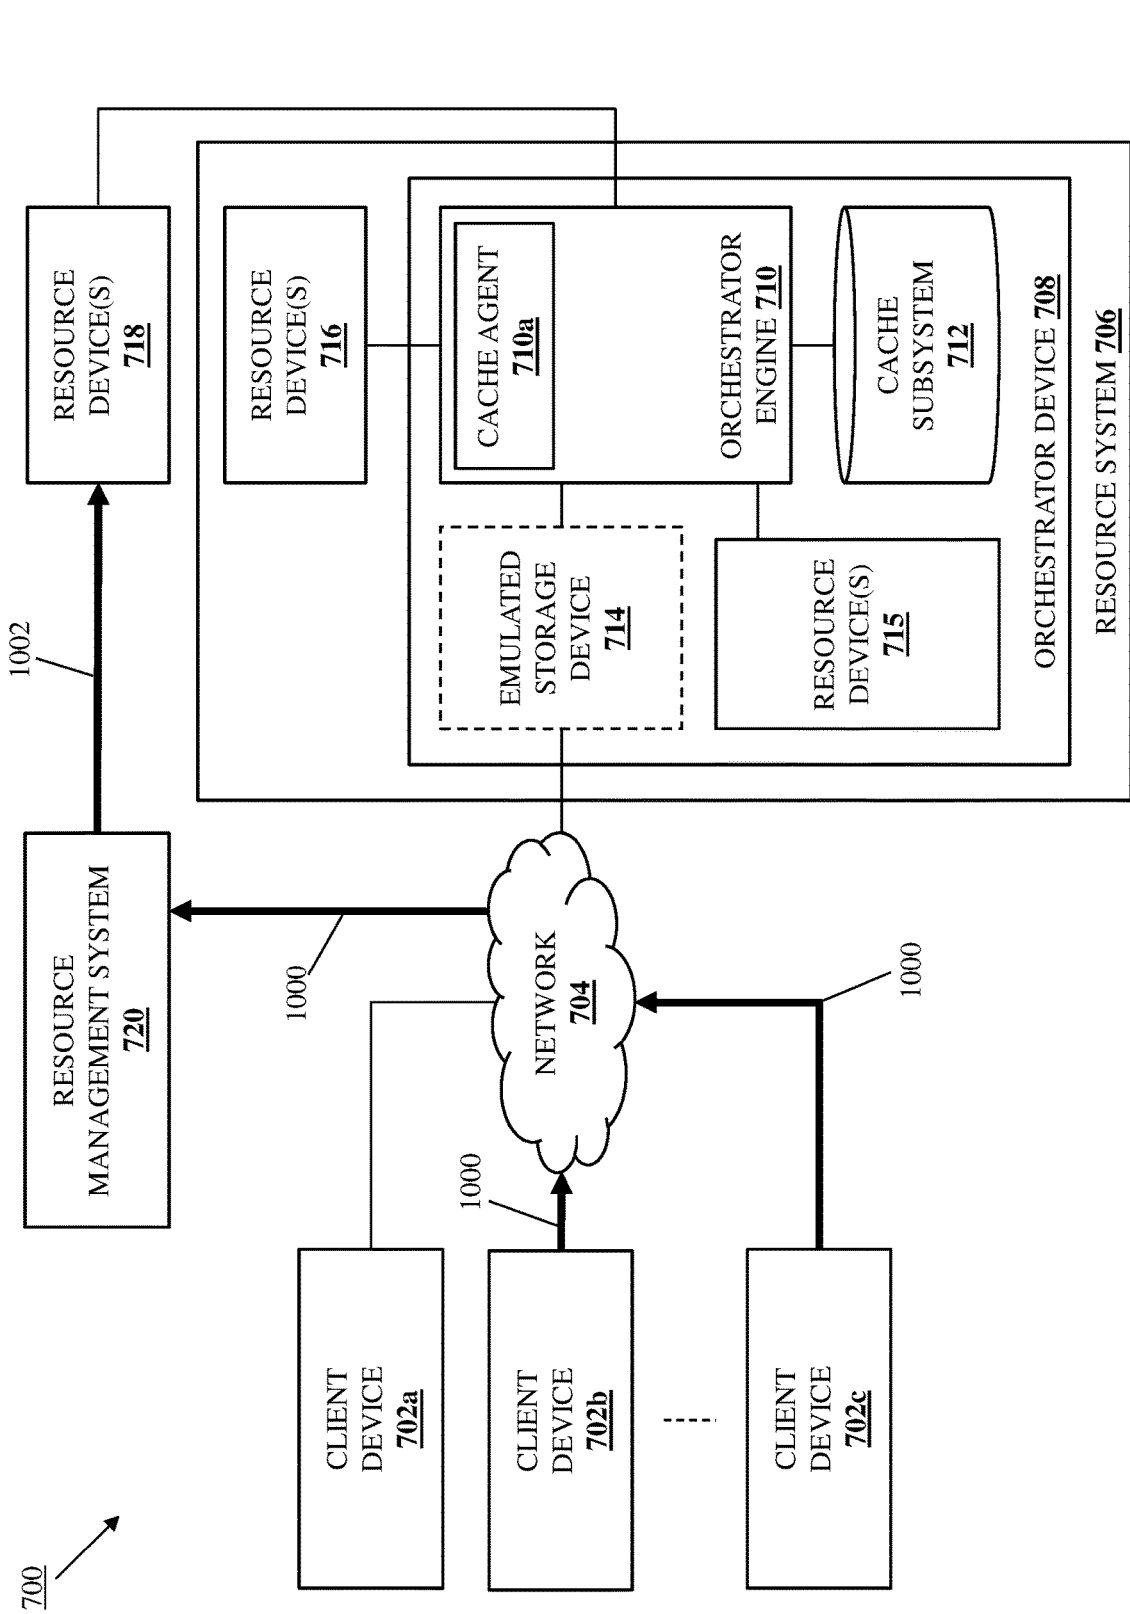 700
CLIENT
DEVICE
702a
CLIENT
DEVICE
702b
CLIENT
DEVICE
702c
RESOURCE
MANAGEMENT SYSTEM
720
1000
1000
1000
NETWORK
704
1002
RESOURCE
DEVICE(S)
718
RESOURCE
DEVICE(S)
716
EMULATED
STORAGE
DEVICE
714
CACHE AGENT
710a
ORCHESTRATOR
ENGINE 710
RESOURCE
DEVICE(S)
715
CACHE
SUBSYSTEM
712
ORCHESTRATOR DEVICE 708
RESOURCE SYSTEM 706